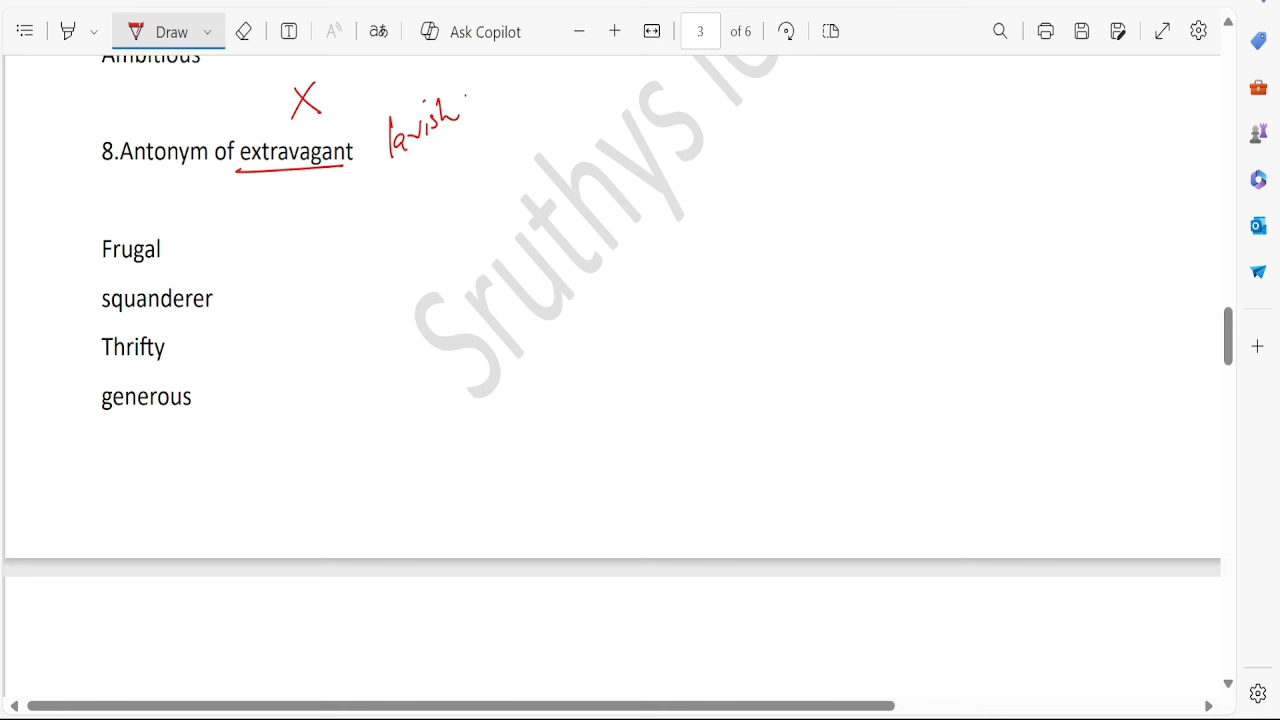 Draw
Ask Copilot
3 of 6
Ambitious
X
lavish
8.Antonym of extravagant
Frugal
squanderer
Thrifty
generous